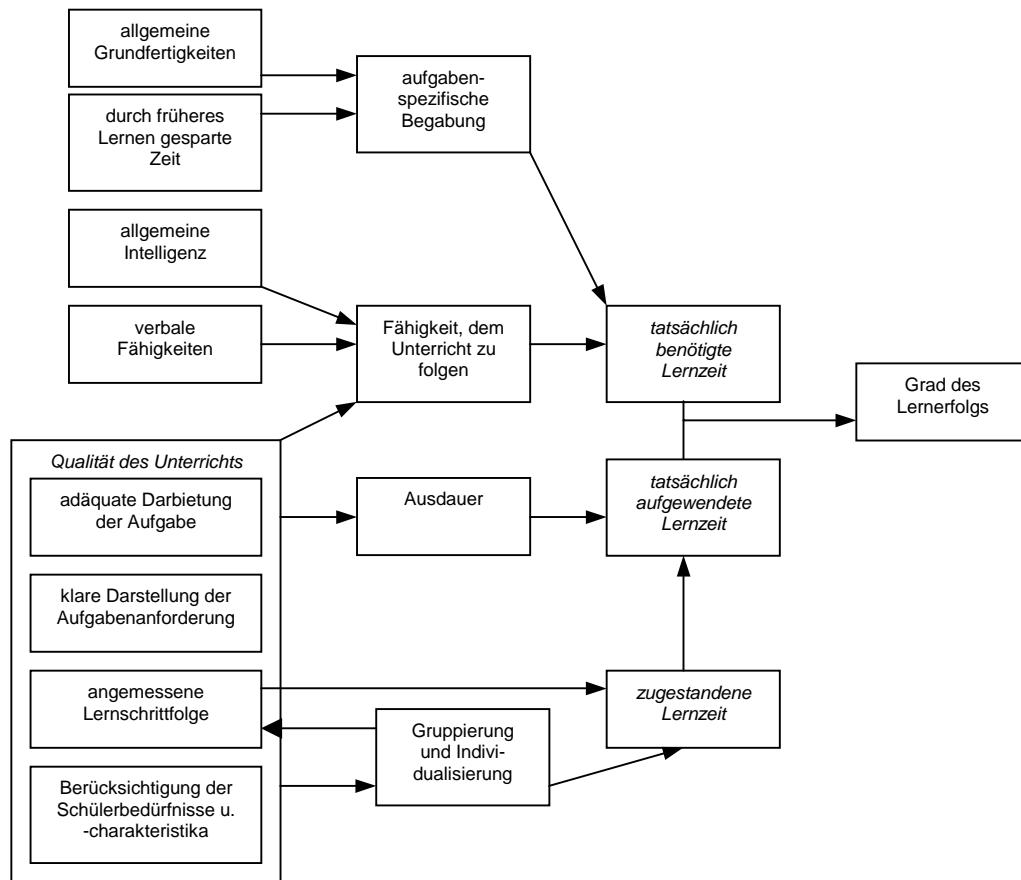 allgemeine
Grundfertigkeiten
durch früheres
Lernen gesparte
Zeit
aufgaben-
spezifische
Begabung
allgemeine
Intelligenz
verbale
Fähigkeiten
Fähigkeit, dem
Unterricht zu
folgen
tatsächlich
benötigte
Lernzeit
Grad des
Lernerfolgs
Qualität des Unterrichts
adäquate Darbietung
der Aufgabe
Ausdauer
tatsächlich
aufgewendete
Lernzeit
klare Darstellung der
Aufgabenanforderung
angemessene
Lernschrittfolge
zugestandene
Lernzeit
Gruppierung
und Indivi-
dualisierung
Berücksichtigung der
Schülerbedürfnisse u.
-charakteristika